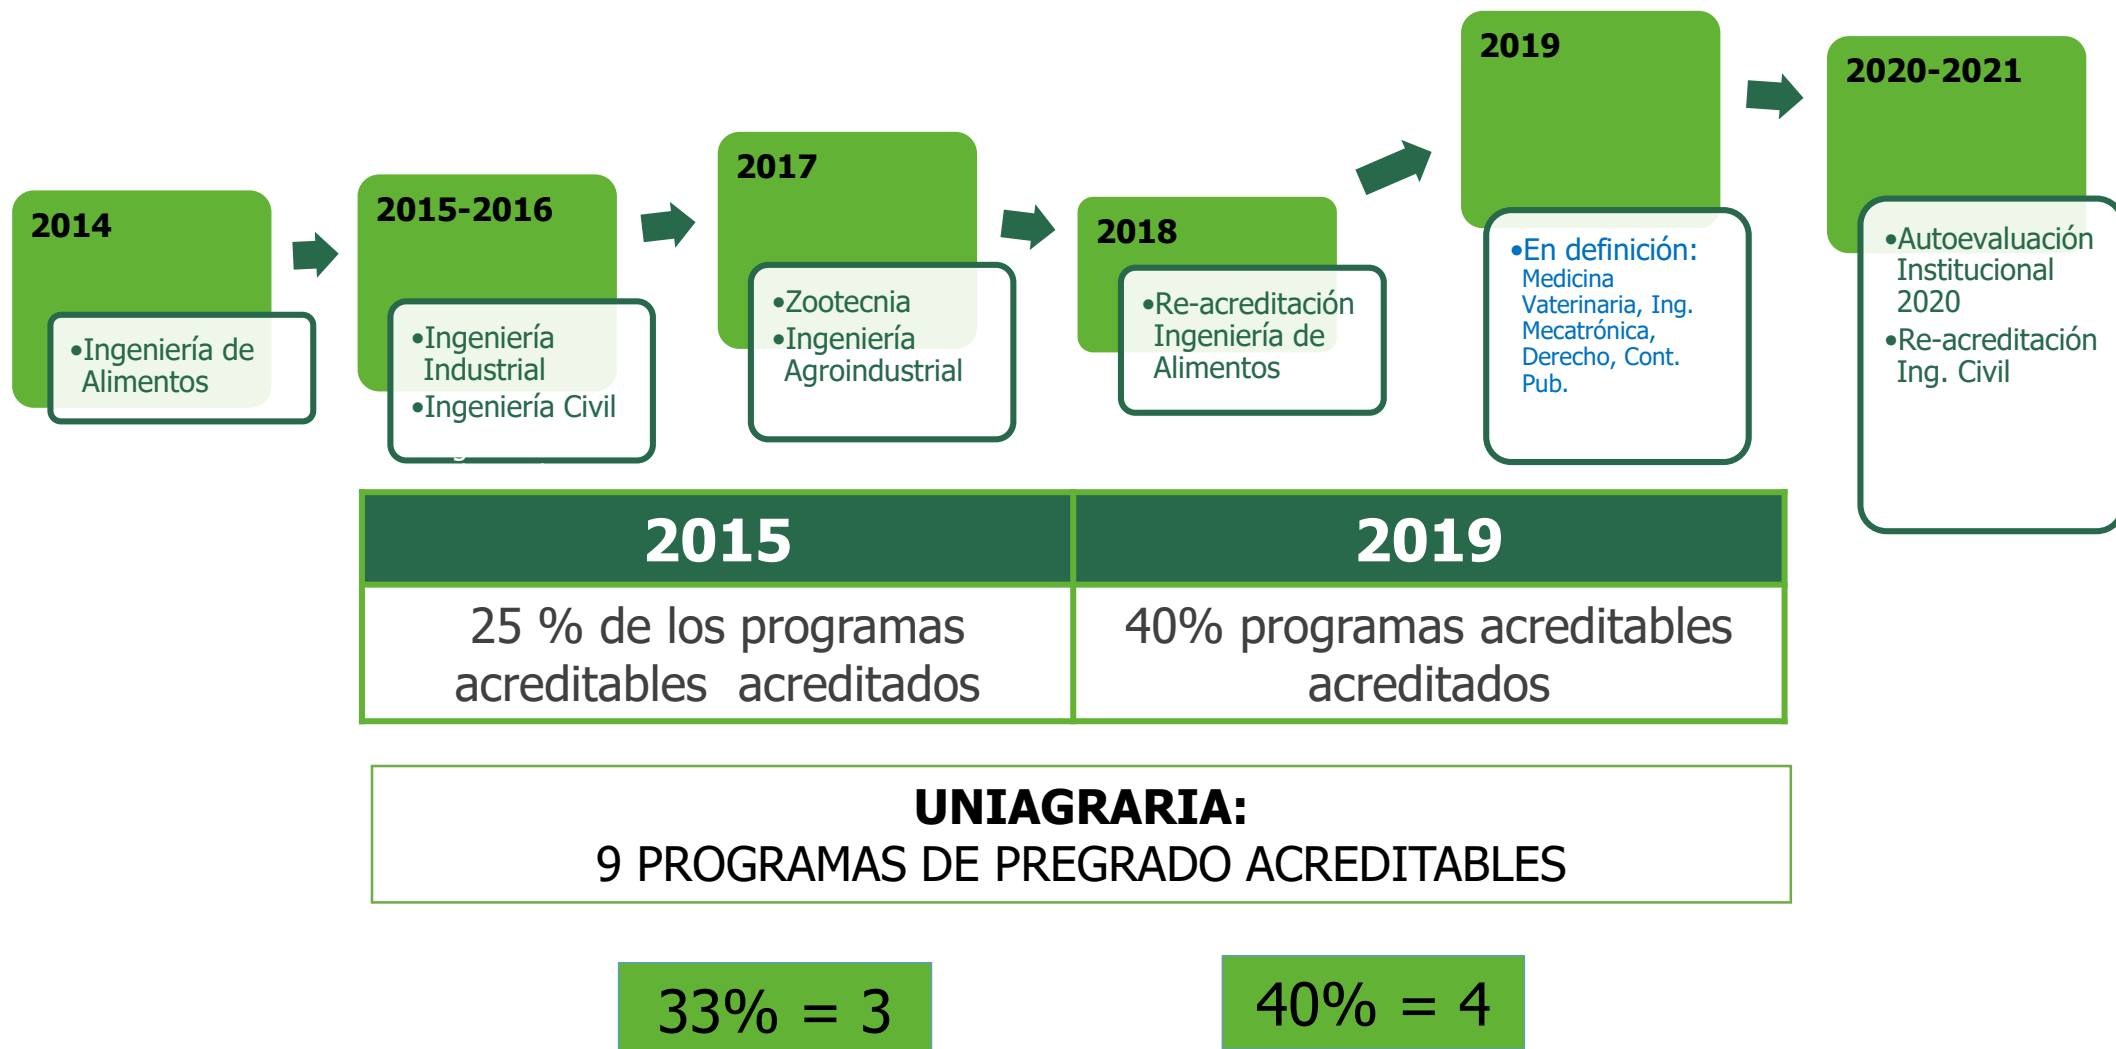 2014
•Ingeniería de
Alimentos
2015-2016
•Ingeniería
Industrial
•Ingeniería Civil
2017
•Zootecnia
•Ingeniería
Agroindustrial
2018
•Re-acreditación
Ingeniería de
Alimentos
2019
•En definición:
Medicina
Vaterinaria, Ing.
Mecatrónica,
Derecho, Cont.
Pub.
2020-2021
•Autoevaluación
Institucional
2020
•Re-acreditación
Ing. Civil
2015
2019
25 % de los programas
acreditables acreditados
40% programas acreditables
acreditados
UNIAGRARIA:
9 PROGRAMAS DE PREGRADO ACREDITABLES
33% = 3
40% = 4